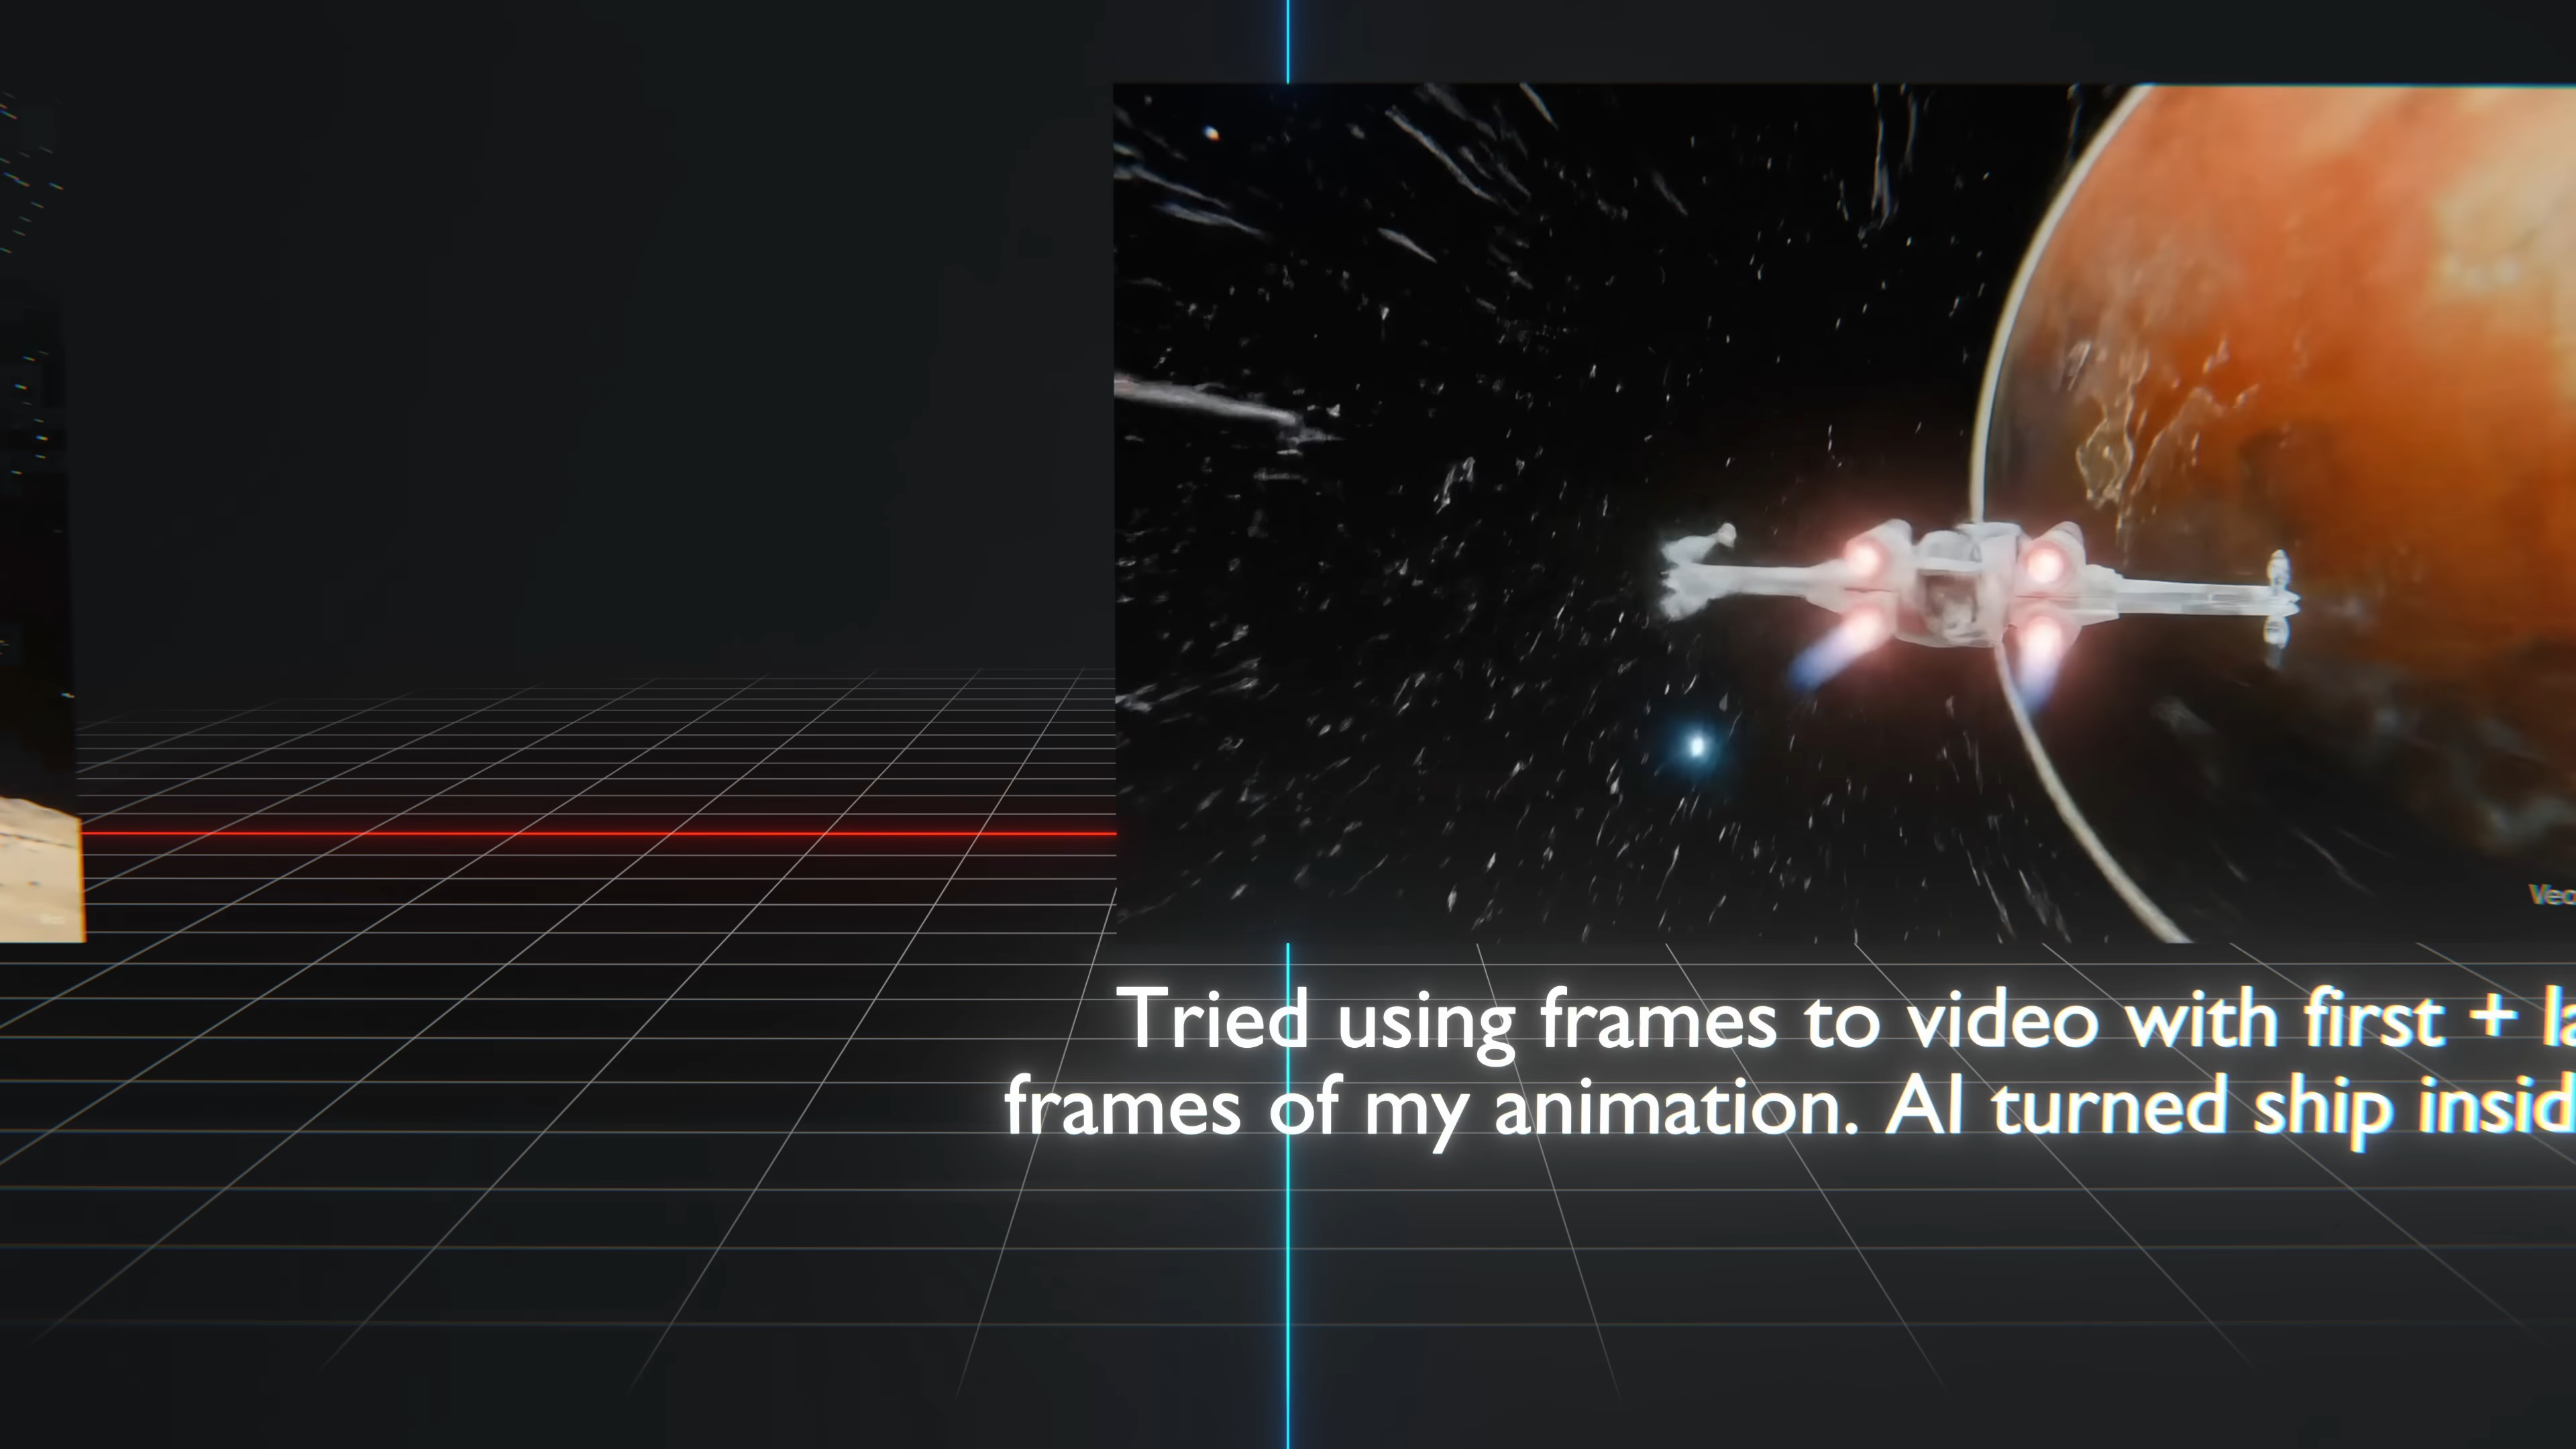 Tried using frames to video with first +
frames of my animation. AI turned ship